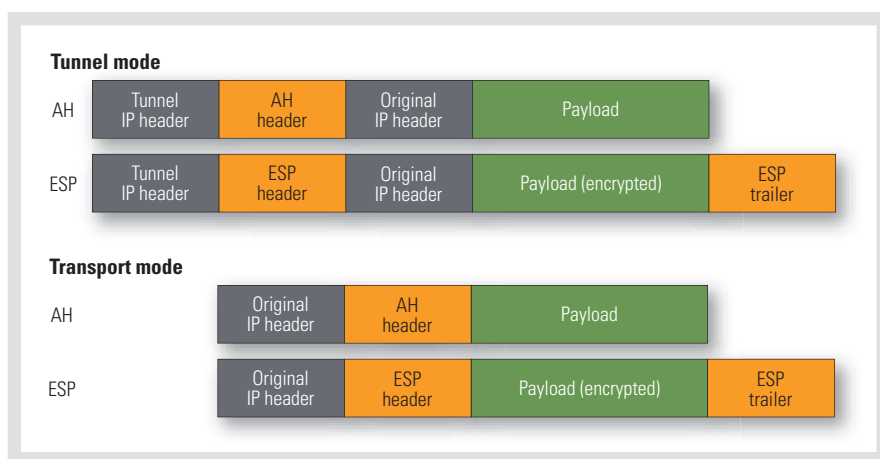 Tunnel mode
AH
Tunnel
IP header
AH
header
Original
IP header
Payload
ESP
Tunnel
IP header
ESP
header
Original
IP header
Payload (encrypted)
ESP
trailer
Transport mode
AH
Original
IP header
AH
header
Payload
ESP
Original
IP header
ESP
header
Payload (encrypted)
ESP
trailer